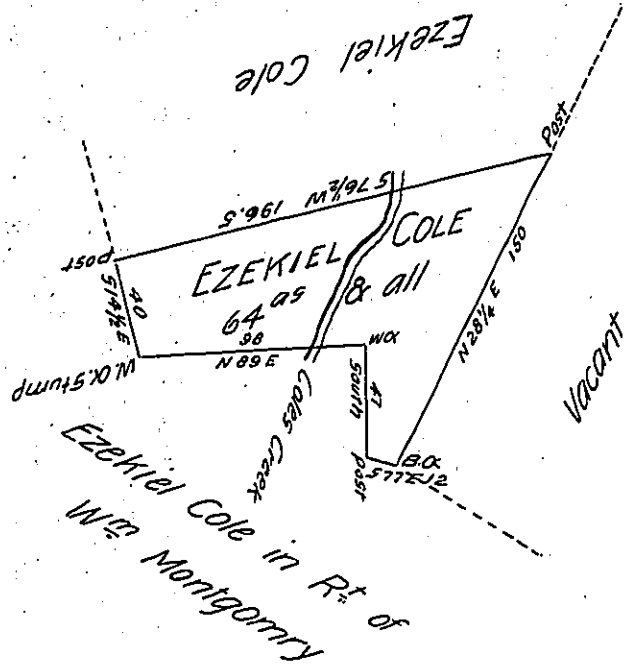 Ezekiel Cole
Post
S 76½ W 196.5
post
S 14½ E
40
EZEKIEL COLE
64 as & all
N 28¼ E 150
98
N 89 E
W.O. Stump
WO
South
47
Coles Creek
Vacant
post
S 77 E 12
B.O.
Ezekiel Cole in Rt of
Wm Montgomry